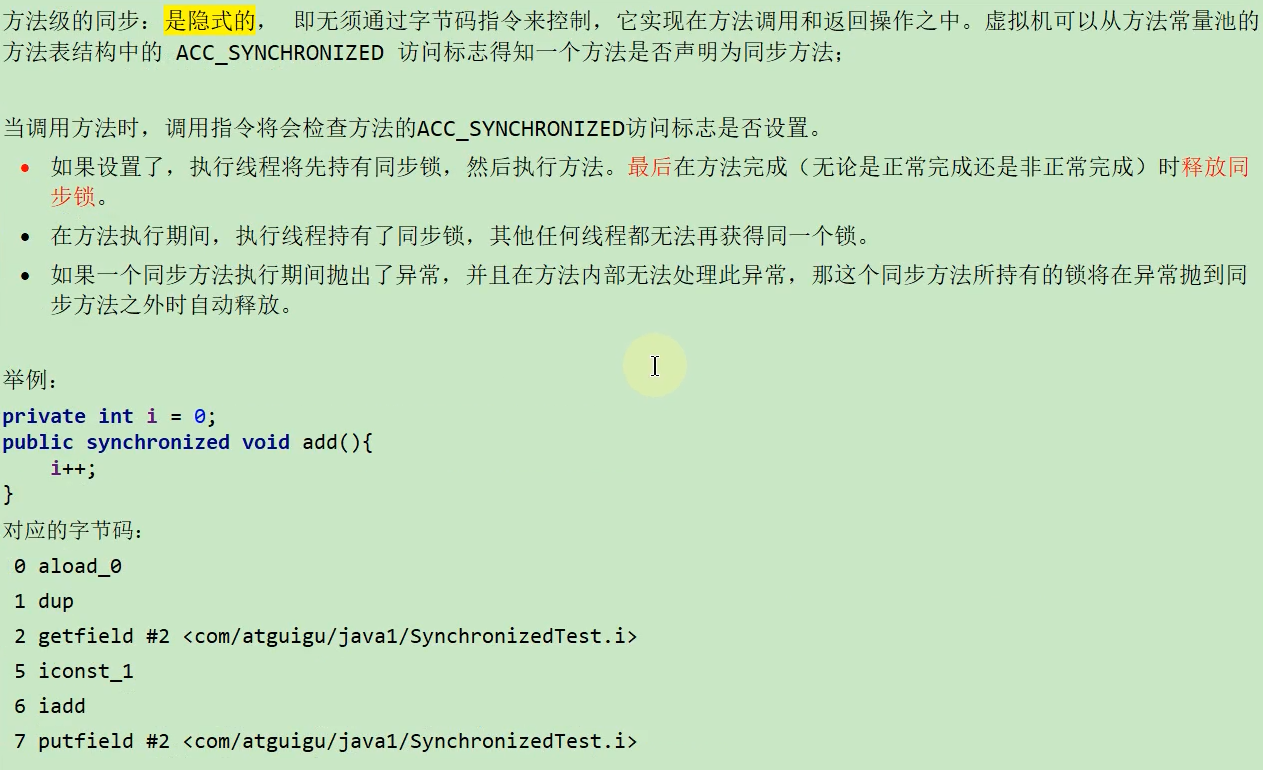 方法级的同步：是隐式的， 即无须通过字节码指令来控制，它实现在方法调用和返回操作之中。虚拟机可以从方法常量池的
方法表结构中的 ACC_SYNCHRONIZED 访问标志得知一个方法是否声明为同步方法；
当调用方法时，调用指令将会检查方法的ACC_SYNCHRONIZED访问标志是否设置。
• 如果设置了，执行线程将先持有同步锁，然后执行方法。最后在方法完成（无论是正常完成还是非正常完成）时释放同
步锁。
• 在方法执行期间，执行线程持有了同步锁，其他任何线程都无法再获得同一个锁。
• 如果一个同步方法执行期间抛出了异常，并且在方法内部无法处理此异常，那这个同步方法所持有的锁将在异常抛到同
步方法之外时自动释放。
举例：
private int i = 0;
public synchronized void add(){
    i++;
}
对应的字节码：
0 aload_0
1 dup
2 getfield #2 <com/atguigu/java1/SynchronizedTest.i>
5 iconst_1
6 iadd
7 putfield #2 <com/atguigu/java1/SynchronizedTest.i>